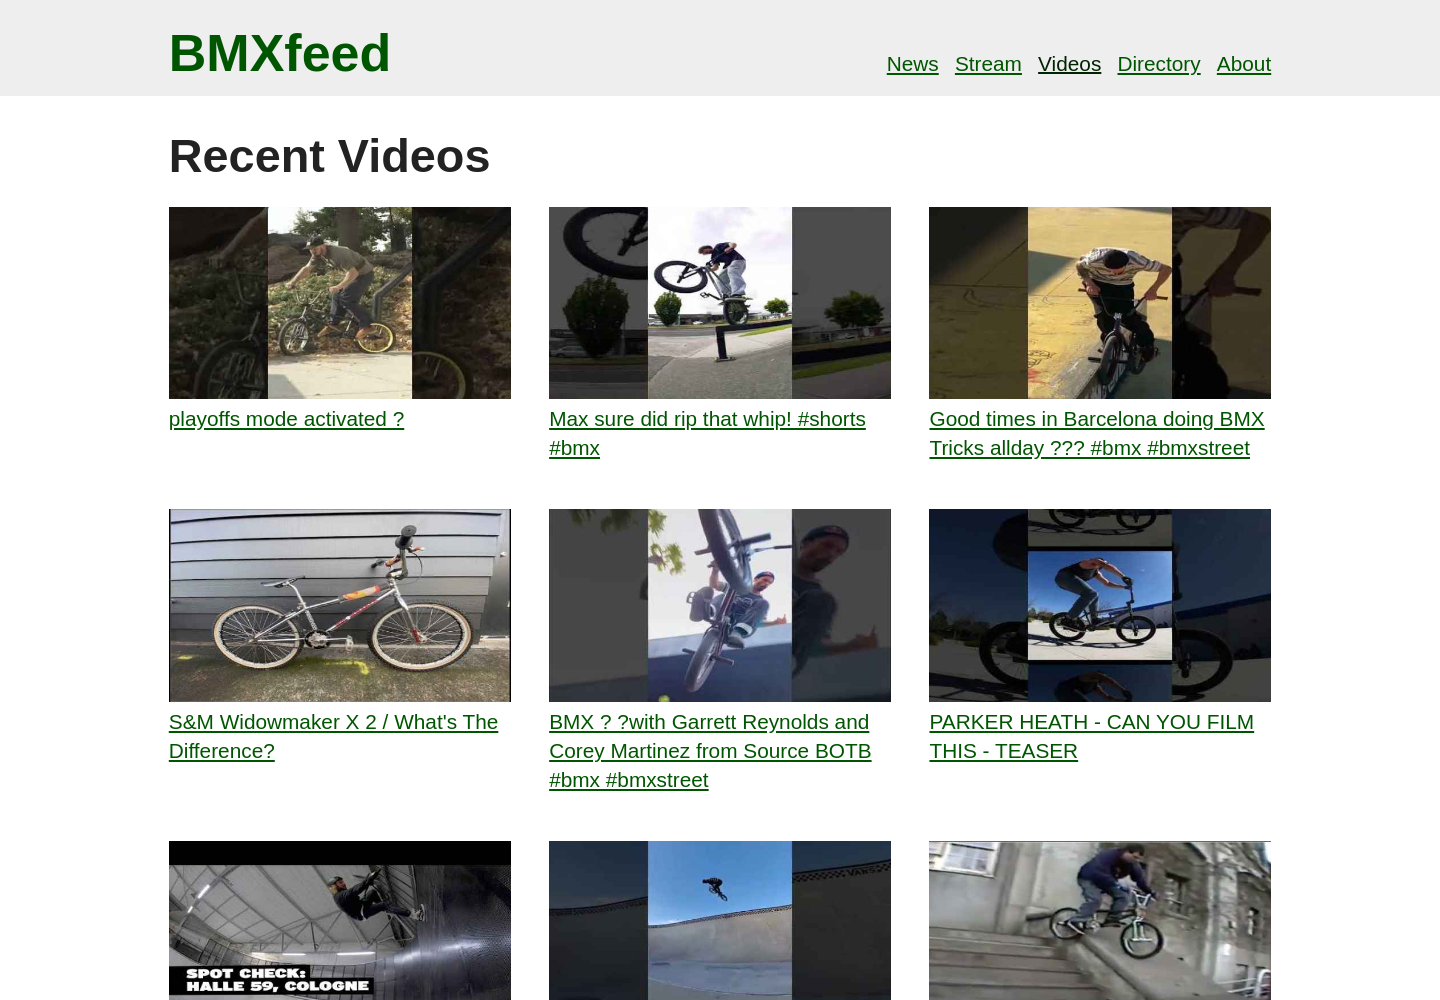 BMXfeed
News Stream Videos Directory About
Recent Videos
playoffs mode activated ?
Max sure did rip that whip! #shorts
#bmx
Good times in Barcelona doing BMX
Tricks allday ??? #bmx #bmxstreet
S&M Widowmaker X 2 / What's The
Difference?
BMX ? ?with Garrett Reynolds and
Corey Martinez from Source BOTB
#bmx #bmxstreet
PARKER HEATH - CAN YOU FILM
THIS - TEASER
SPOT CHECK:
HALLE 59, COLOGNE